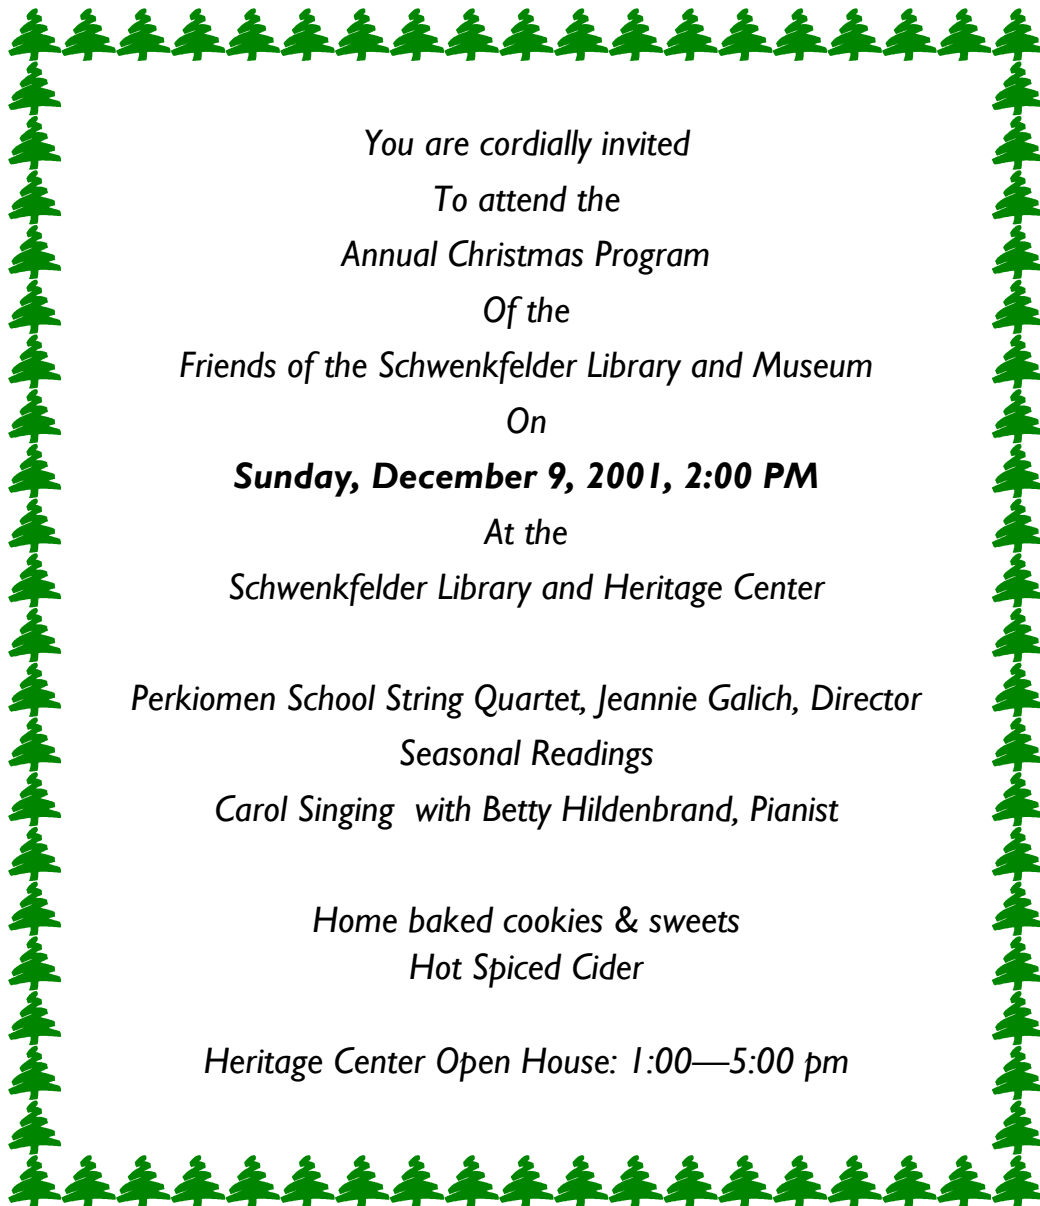 You are cordially invited
To attend the
Annual Christmas Program
Of the
Friends of the Schwenkfelder Library and Museum
On
Sunday, December 9, 2001, 2:00 PM
At the
Schwenkfelder Library and Heritage Center
Perkiomen School String Quartet, Jeannie Galich, Director
Seasonal Readings
Carol Singing  with Betty Hildenbrand, Pianist
Home baked cookies & sweets
Hot Spiced Cider
Heritage Center Open House: 1:00—5:00 pm